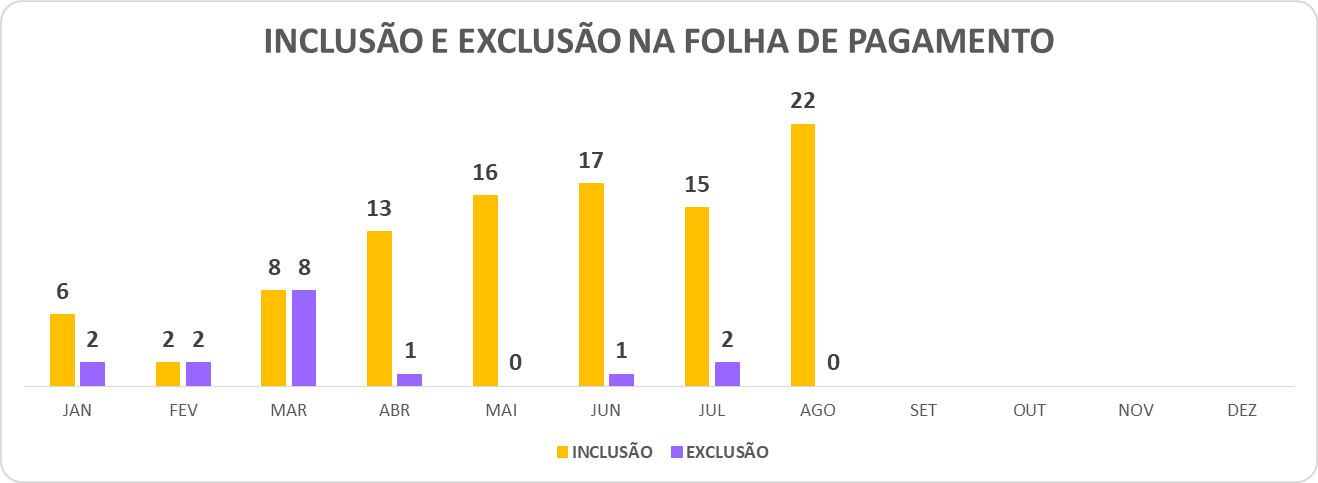 INCLUSÃO E EXCLUSÃO NA FOLHA DE PAGAMENTO
6 2 2 2 8 8 13 1 16 0 17 1 15 2 22 0
JAN FEV MAR ABR MAI JUN JUL AGO SET OUT NOV DEZ
INCLUSÃO EXCLUSÃO